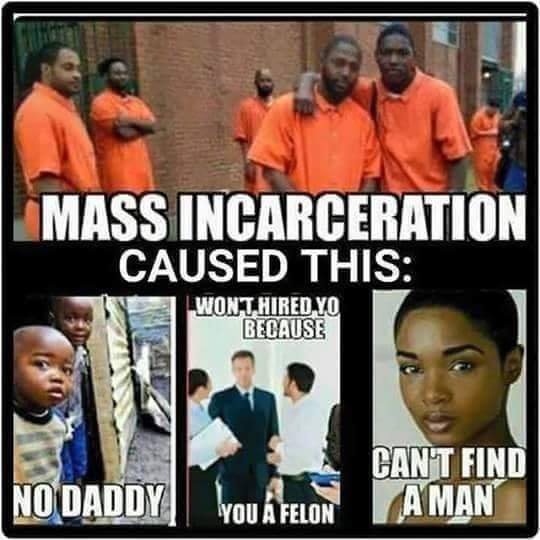 MASS INCARCERATION
CAUSED THIS:
WON'T HIRED YO
BECAUSE
YOU A FELON
NO DADDY
CAN'T FIND
A MAN